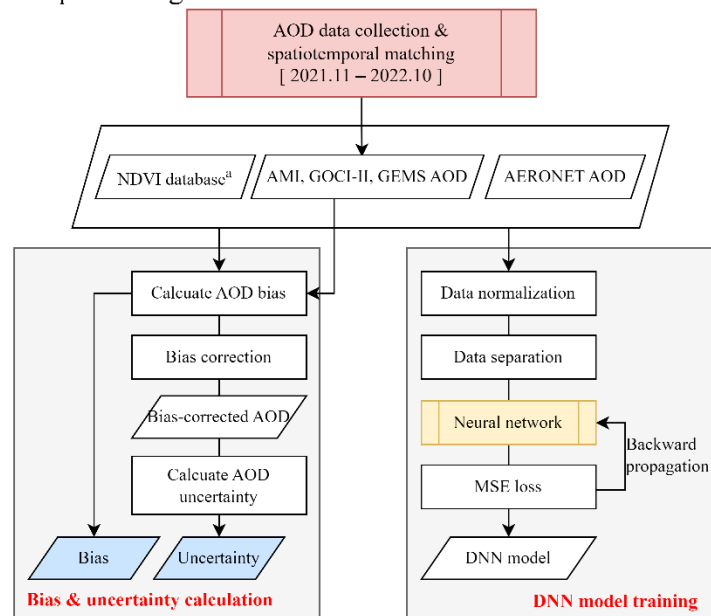 AOD data collection &
spatiotemporal matching
[ 2021.11 – 2022.10 ]
NDVI databaseᵃ
AMI, GOCI-II, GEMS AOD
AERONET AOD
Calcuate AOD bias
Bias correction
Bias-corrected AOD
Calcuate AOD
uncertainty
Bias
Uncertainty
Bias & uncertainty calculation
Data normalization
Data separation
Neural network
Backward
propagation
MSE loss
DNN model
DNN model training